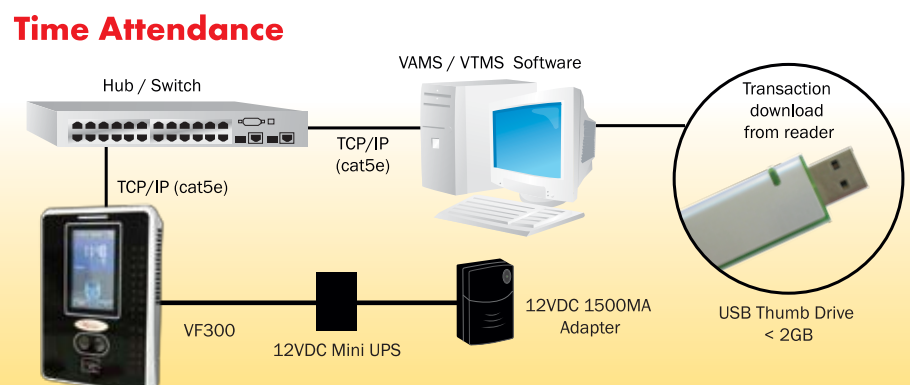 Time Attendance
VAMS / VTMS  Software
Hub / Switch
Transaction
download
from reader
TCP/IP
(cat5e)
TCP/IP (cat5e)
VF300
12VDC Mini UPS
12VDC 1500MA
Adapter
USB Thumb Drive
< 2GB